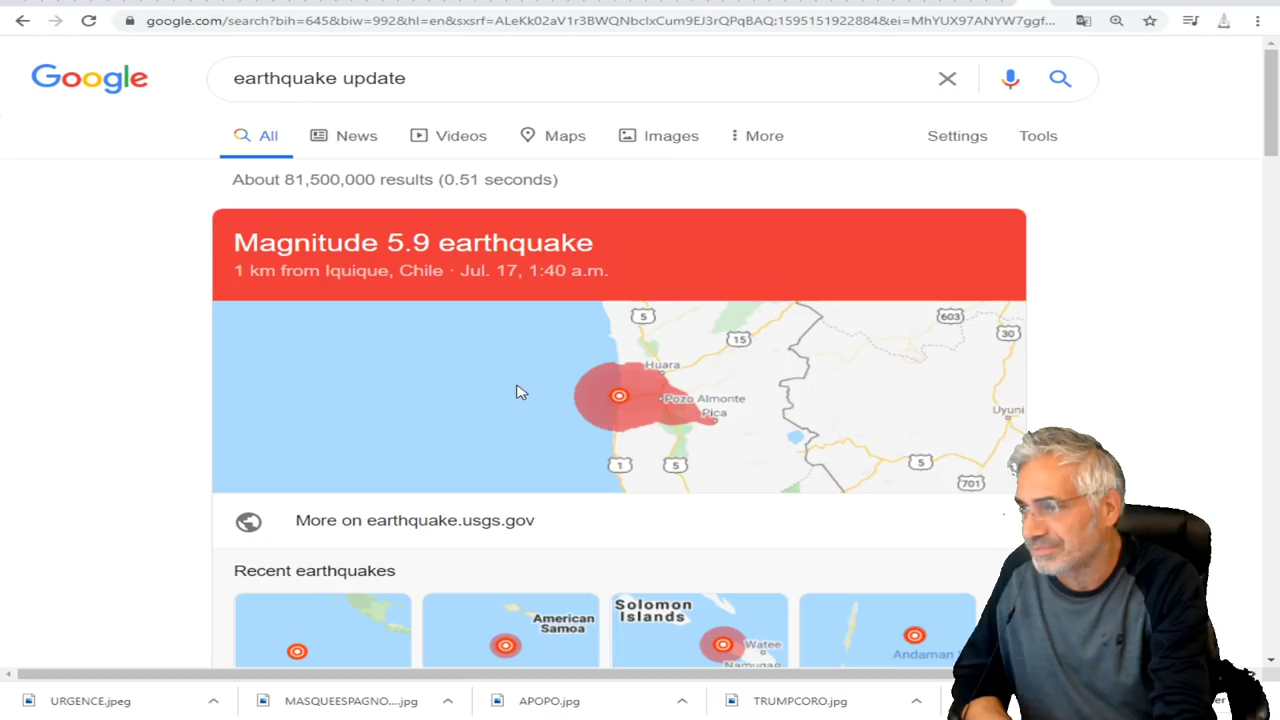 google.com/search?bih=645&biw=992&hl=en&sxsrf=ALeKk02aV1r3BWQNbcIxCum9EJ3rQPqBAQ:1595151922884&ei=MhYUX97ANYW7ggf...
Google
earthquake update
All
News
Videos
Maps
Images
More
Settings
Tools
About 81,500,000 results (0.51 seconds)
Magnitude 5.9 earthquake
1 km from Iquique, Chile · Jul. 17, 1:40 a.m.
5
15
603
30
Huara
Pozo Almonte
Pica
Uyuni
1
5
5
701
More on earthquake.usgs.gov
Recent earthquakes
American
Samoa
Solomon
Islands
Watee
Namugao
Andaman
URGENCE.jpeg
MASQUEESPAGNO....jpg
APOPO.jpg
TRUMPCORO.jpg